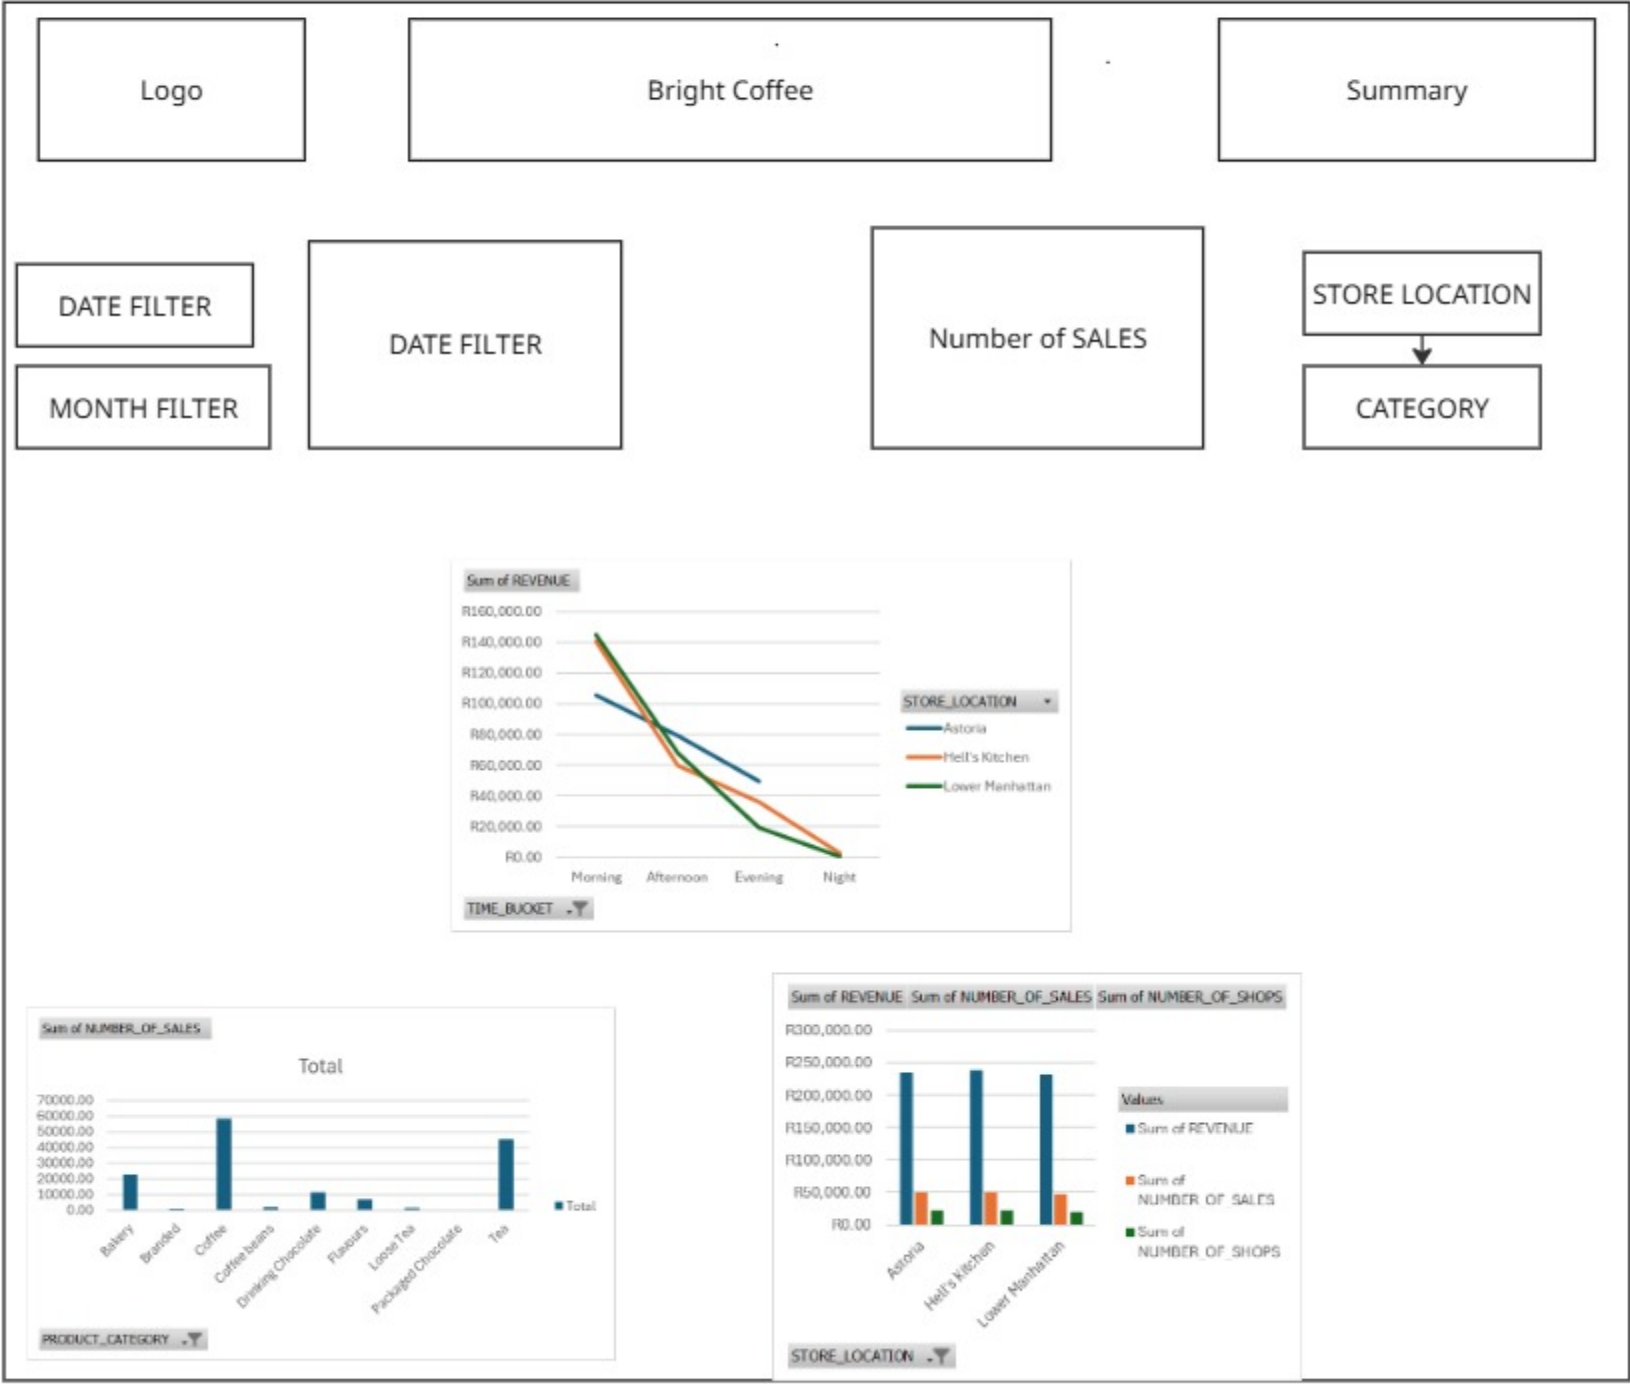 Logo
Bright Coffee
Summary
DATE FILTER
MONTH FILTER
DATE FILTER
Number of SALES
STORE LOCATION
CATEGORY
Sum of REVENUE
R160,000.00
R140,000.00
R120,000.00
R100,000.00
R80,000.00
R60,000.00
R40,000.00
R20,000.00
R0.00
Morning Afternoon Evening Night
STORE_LOCATION
Astoria
Hell's Kitchen
Lower Manhattan
TIME_BUCKET
Sum of NUMBER_OF_SALES
Total
70000.00
60000.00
50000.00
40000.00
30000.00
20000.00
10000.00
0.00
Bakery
Branded
Coffee
Coffee beans
Drinking Chocolate
Flavours
Loose Tea
Packaged Chocolate
Tea
Total
PRODUCT_CATEGORY
Sum of REVENUE Sum of NUMBER_OF_SALES Sum of NUMBER_OF_SHOPS
R300,000.00
R250,000.00
R200,000.00
R150,000.00
R100,000.00
R50,000.00
R0.00
Astoria
Hell's Kitchen
Lower Manhattan
Values
Sum of REVENUE
Sum of
NUMBER_OF_SALES
Sum of
NUMBER_OF_SHOPS
STORE_LOCATION